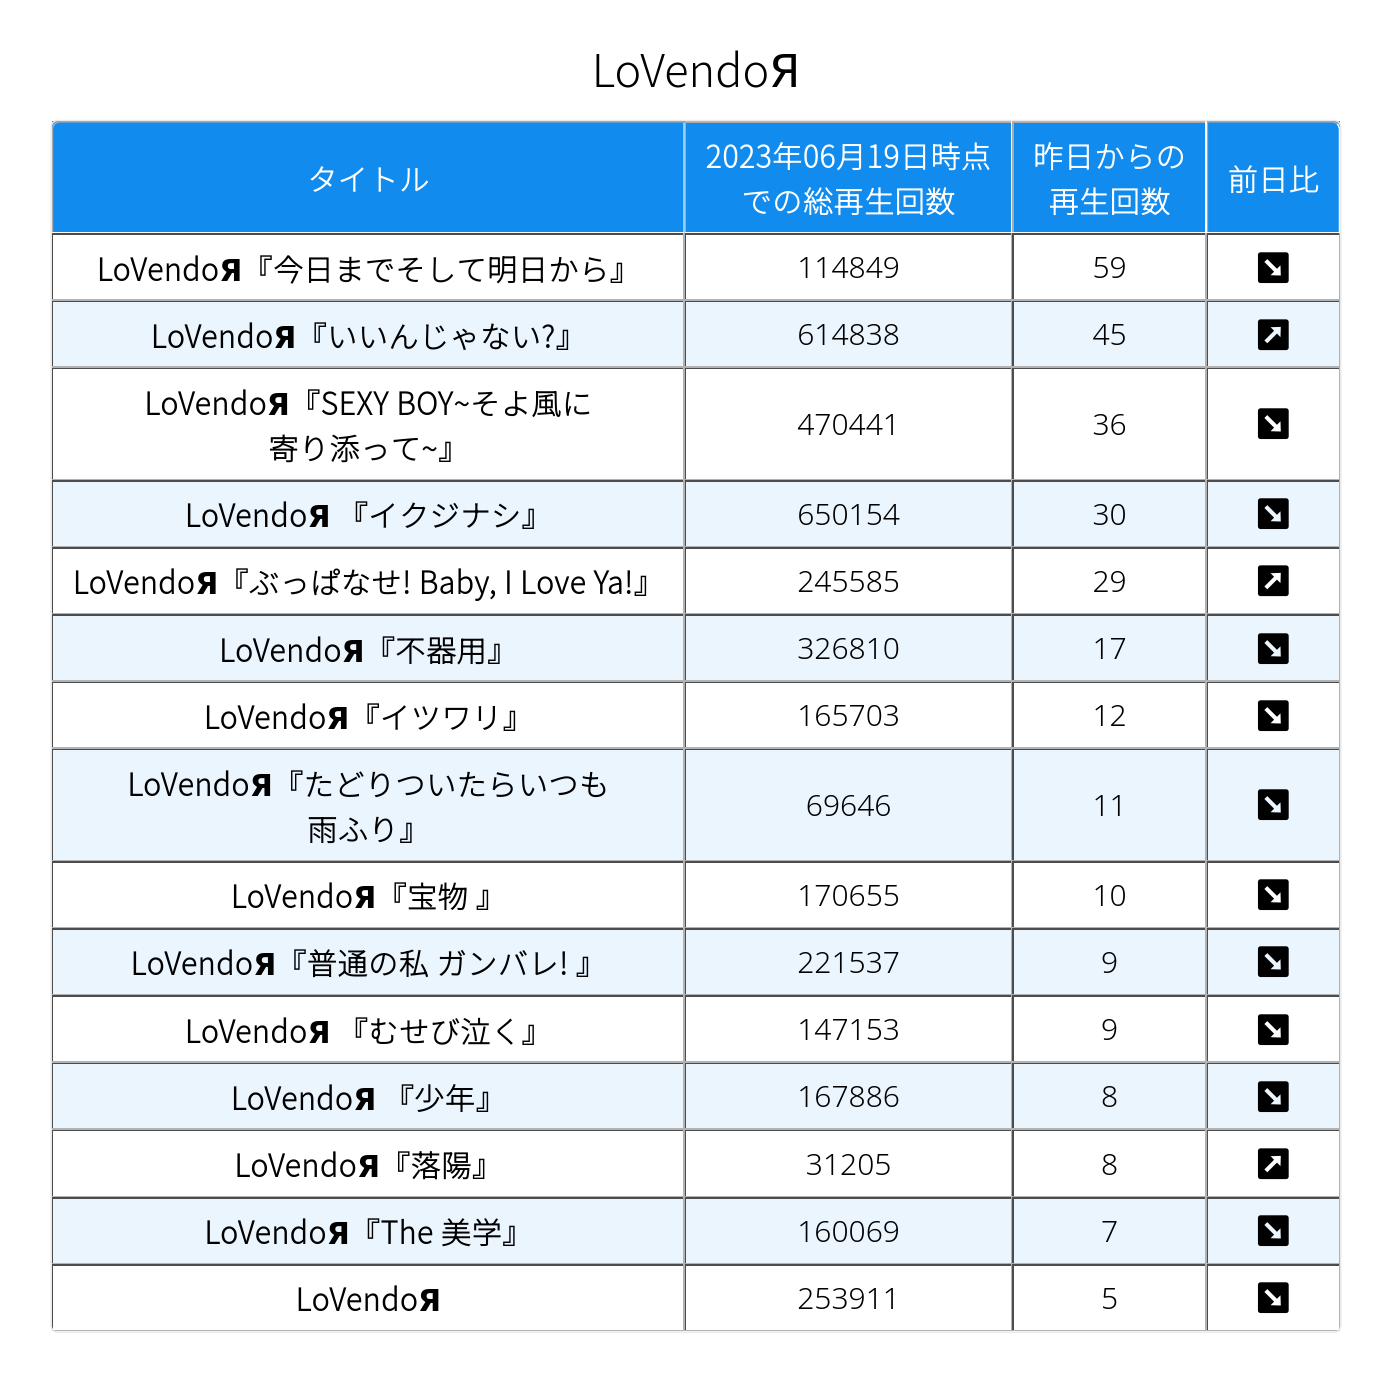 LoVendoЯ
タイトル
2023年06月19日時点
での総再生回数
昨日からの
再生回数
前日比
LoVendoЯ『今日までそして明日から』 114849 59 ↘
LoVendoЯ『いいんじゃない?』 614838 45 ↗
LoVendoЯ『SEXY BOY~そよ風に
寄り添って~』 470441 36 ↘
LoVendoЯ 『イクジナシ』 650154 30 ↘
LoVendoЯ『ぶっぱなせ! Baby, I Love Ya!』 245585 29 ↗
LoVendoЯ『不器用』 326810 17 ↘
LoVendoЯ『イツワリ』 165703 12 ↘
LoVendoЯ『たどりついたらいつも
雨ふり』 69646 11 ↘
LoVendoЯ『宝物 』 170655 10 ↘
LoVendoЯ『普通の私 ガンバレ! 』 221537 9 ↘
LoVendoЯ 『むせび泣く』 147153 9 ↘
LoVendoЯ 『少年』 167886 8 ↘
LoVendoЯ『落陽』 31205 8 ↗
LoVendoЯ『The 美学』 160069 7 ↘
LoVendoЯ 253911 5 ↘